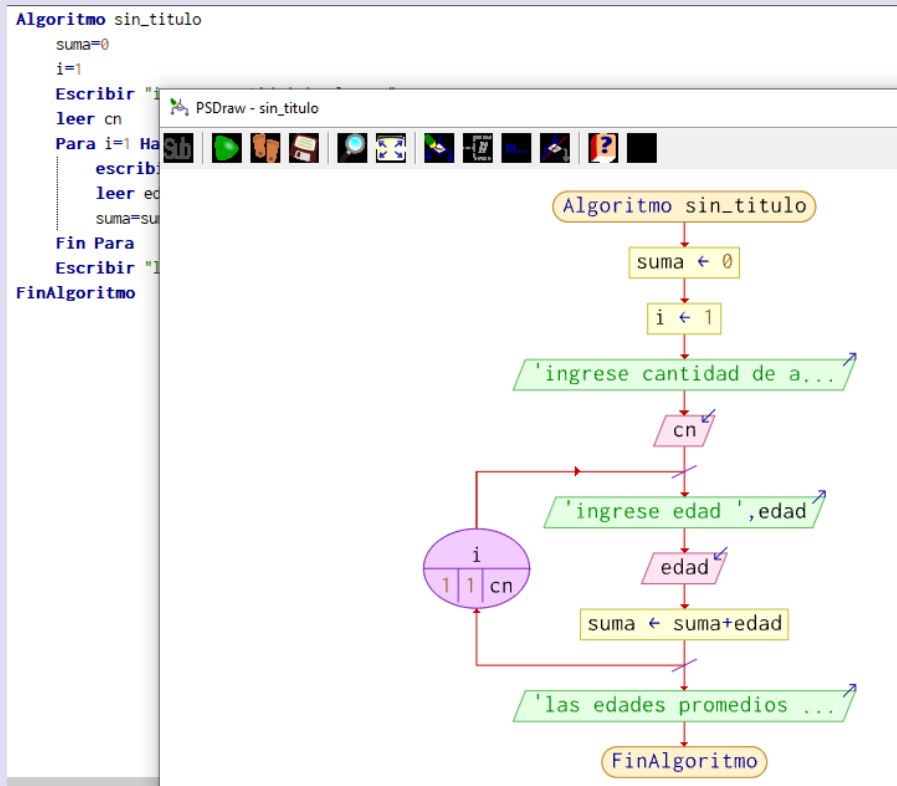 Algoritmo sin_titulo
suma=0
i=1
Escribir "i
leer cn
Para i=1 Ha
escribi
leer ed
suma=su
Fin Para
Escribir "l
FinAlgoritmo
PSDraw - sin_titulo
Sub
?
Algoritmo sin_titulo
suma ← 0
i ← 1
'ingrese cantidad de a...
cn
'ingrese edad ',edad
i
1 1 cn
edad
suma ← suma+edad
'las edades promedios ...
FinAlgoritmo